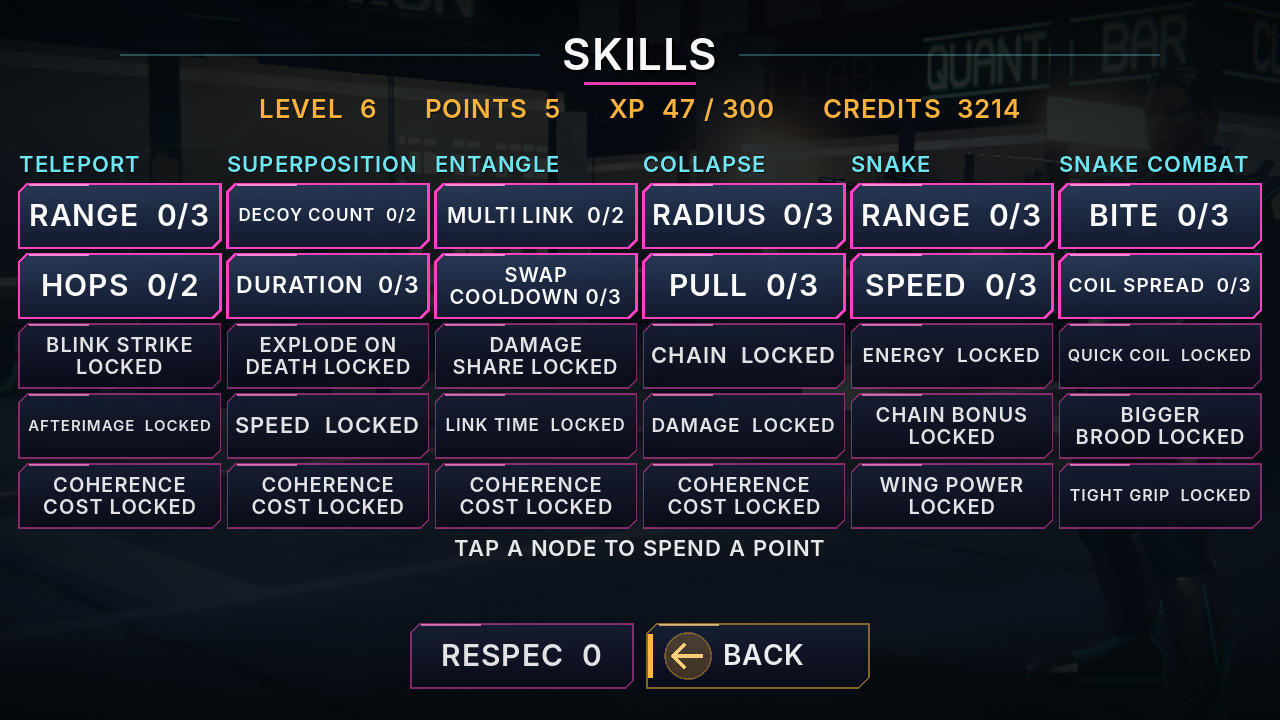 SKILLS
LEVEL 6 POINTS 5 XP 47 / 300 CREDITS 3214
TELEPORT SUPERPOSITION ENTANGLE COLLAPSE SNAKE SNAKE COMBAT
RANGE 0/3 DECOY COUNT 0/2 MULTI LINK 0/2 RADIUS 0/3 RANGE 0/3 BITE 0/3
HOPS 0/2 DURATION 0/3 SWAP COOLDOWN 0/3 PULL 0/3 SPEED 0/3 COIL SPREAD 0/3
BLINK STRIKE LOCKED EXPLODE ON DEATH LOCKED DAMAGE SHARE LOCKED CHAIN LOCKED ENERGY LOCKED QUICK COIL LOCKED
AFTERIMAGE LOCKED SPEED LOCKED LINK TIME LOCKED DAMAGE LOCKED CHAIN BONUS LOCKED BIGGER BROOD LOCKED
COHERENCE COST LOCKED COHERENCE COST LOCKED COHERENCE COST LOCKED COHERENCE COST LOCKED WING POWER LOCKED TIGHT GRIP LOCKED
TAP A NODE TO SPEND A POINT
RESPEC 0 BACK
BAR